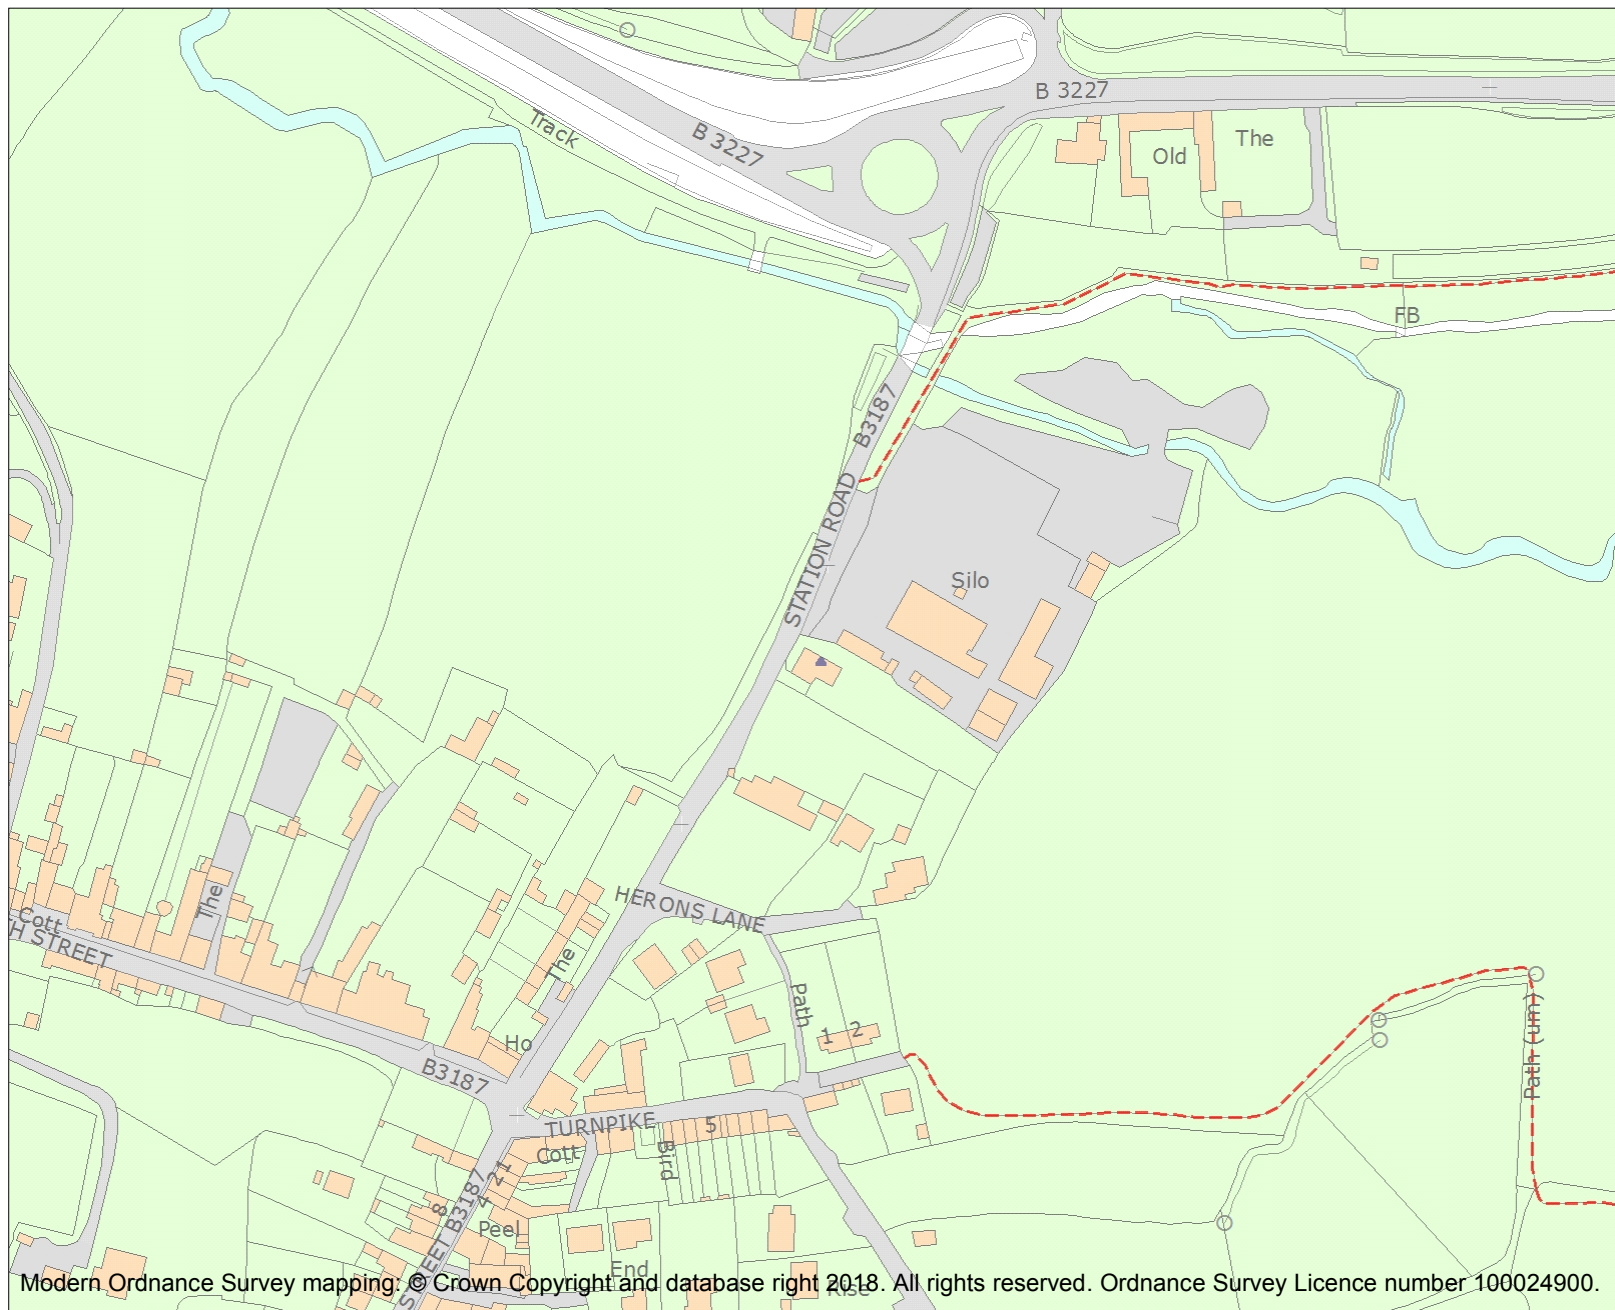 B 3227
Track
B 3227
The
Old
FB
B3187
STATION ROAD
Silo
HERONS LANE
The
Cott
H STREET
The
Path
1 2
Path (um)
Ho
B3187
TURNPIKE
5
Cott
Bird
21
4
8
STREET B3187
Peel
End
Rise
Modern Ordnance Survey mapping: © Crown Copyright and database right 2018. All rights reserved. Ordnance Survey Licence number 100024900.